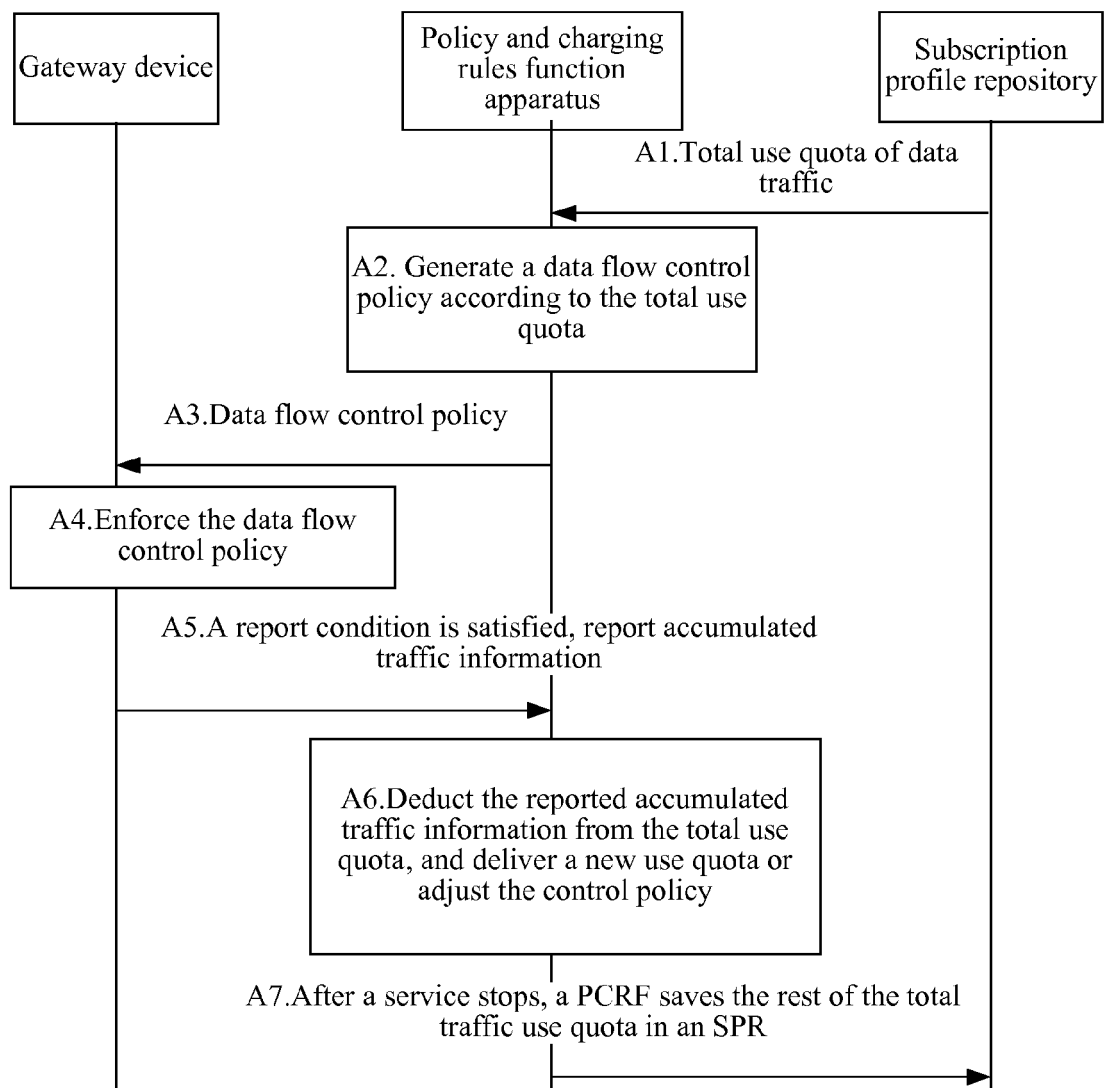 Gateway device
Policy and charging
rules function
apparatus
Subscription
profile repository
A1.Total use quota of data
traffic
A2. Generate a data flow control
policy according to the total use
quota
A3.Data flow control policy
A4.Enforce the data flow
control policy
A5.A report condition is satisfied, report accumulated
traffic information
A6.Deduct the reported accumulated
traffic information from the total use
quota, and deliver a new use quota or
adjust the control policy
A7.After a service stops, a PCRF saves the rest of the total
traffic use quota in an SPR